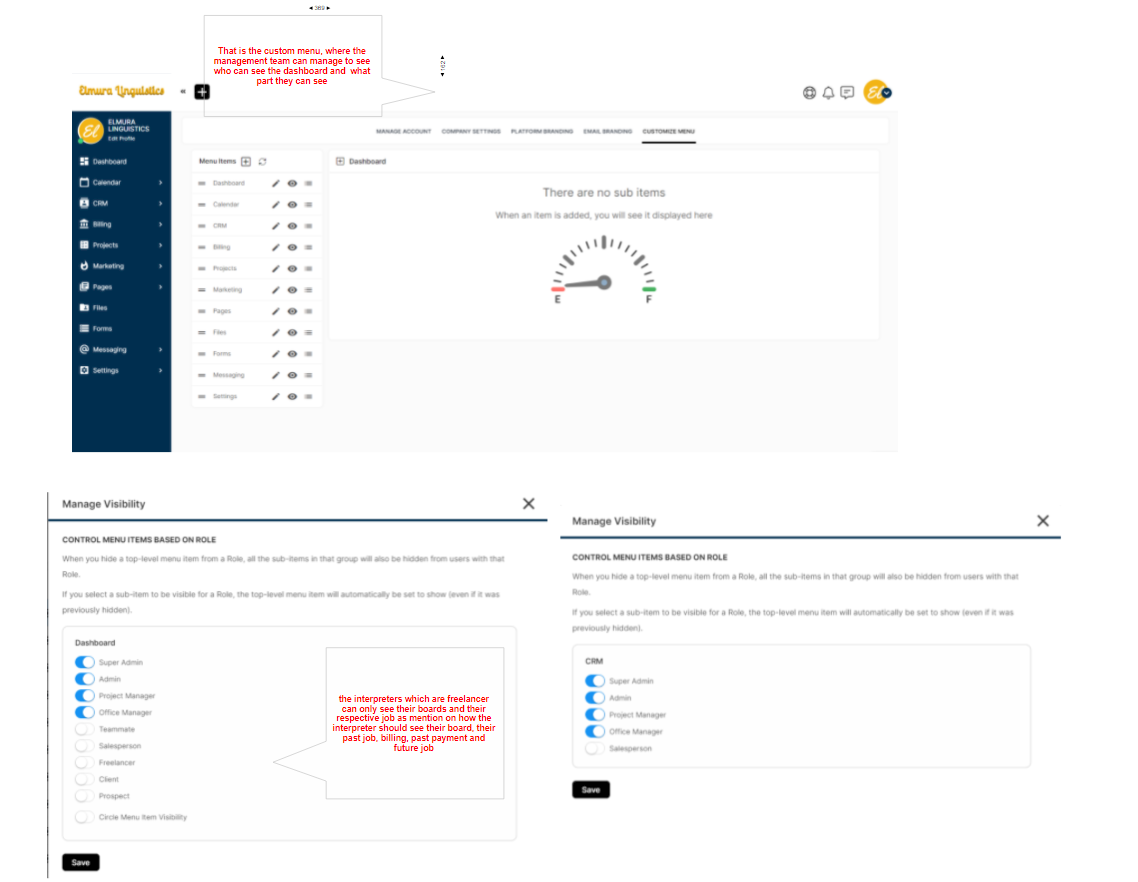 369
That is the custom menu, where the
management team can manage to see
who can see the dashboard and what
part they can see
162
Elmura Linguistics
El
El
ELMURA
LINGUISTICS
Edit Profile
Dashboard
Calendar
CRM
Billing
Projects
Marketing
Pages
Files
Forms
Messaging
Settings
MANAGE ACCOUNT COMPANY SETTINGS PLATFORM BRANDING EMAIL BRANDING CUSTOMIZE MENU
Menu Items
Dashboard
Calendar
CRM
Billing
Projects
Marketing
Pages
Files
Forms
Messaging
Settings
Dashboard
There are no sub items
When an item is added, you will see it displayed here
E F
Manage Visibility
CONTROL MENU ITEMS BASED ON ROLE
When you hide a top-level menu item from a Role, all the sub-items in that group will also be hidden from users with that
Role.
If you select a sub-item to be visible for a Role, the top-level menu item will automatically be set to show (even if it was
previously hidden).
Dashboard
Super Admin
Admin
Project Manager
Office Manager
Teammate
Salesperson
Freelancer
Client
Prospect
Circle Menu Item Visibility
Save
the interpreters which are freelancer
can only see their boards and their
respective job as mention on how the
interpreter should see their board, their
past job, billing, past payment and
future job
Manage Visibility
CONTROL MENU ITEMS BASED ON ROLE
When you hide a top-level menu item from a Role, all the sub-items in that group will also be hidden from users with that
Role.
If you select a sub-item to be visible for a Role, the top-level menu item will automatically be set to show (even if it was
previously hidden).
CRM
Super Admin
Admin
Project Manager
Office Manager
Salesperson
Save